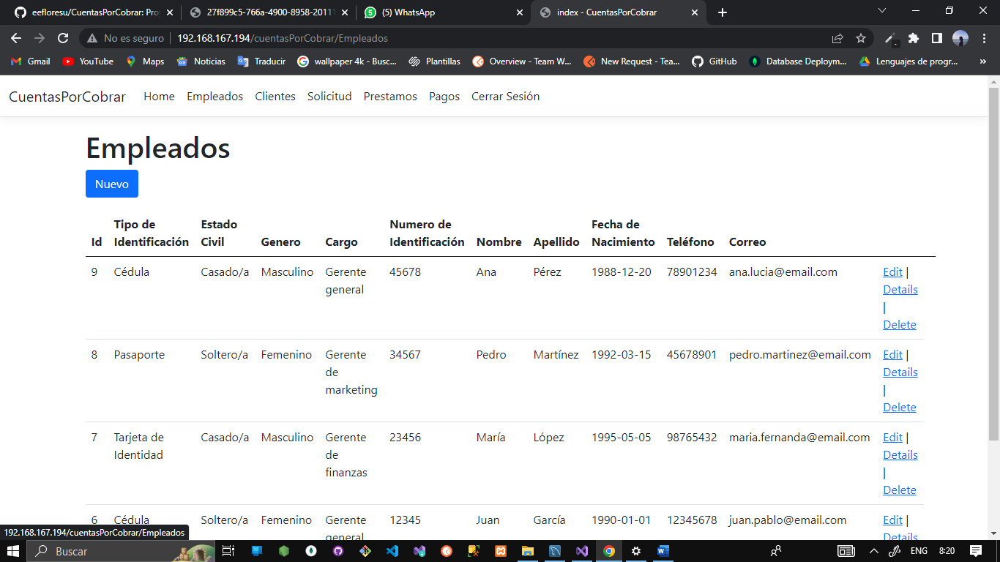 eefloresu/CuentasPorCobrar: Pro
27f899c5-766a-4900-8958-20111
(5) WhatsApp
index - CuentasPorCobrar
No es seguro 192.168.167.194/cuentasPorCobrar/Empleados
Gmail YouTube Maps Noticias Traducir wallpaper 4k - Busc... Plantillas Overview - Team W... New Request - Tea... GitHub Database Deploym... Lenguajes de progr... »
CuentasPorCobrar Home Empleados Clientes Solicitud Prestamos Pagos Cerrar Sesión
Empleados
Nuevo
Id Tipo de Identificación Estado Civil Genero Cargo Numero de Identificación Nombre Apellido Fecha de Nacimiento Teléfono Correo
9 Cédula Casado/a Masculino Gerente general 45678 Ana Pérez 1988-12-20 78901234 ana.lucia@email.com Edit | Details | Delete
8 Pasaporte Soltero/a Femenino Gerente de marketing 34567 Pedro Martínez 1992-03-15 45678901 pedro.martinez@email.com Edit | Details | Delete
7 Tarjeta de Identidad Casado/a Masculino Gerente de finanzas 23456 María López 1995-05-05 98765432 maria.fernanda@email.com Edit | Details | Delete
6 Cédula Soltero/a Femenino Gerente general 12345 Juan García 1990-01-01 12345678 juan.pablo@email.com Edit | Details
192.168.167.194/cuentasPorCobrar/Empleados
Buscar
ENG 8:20